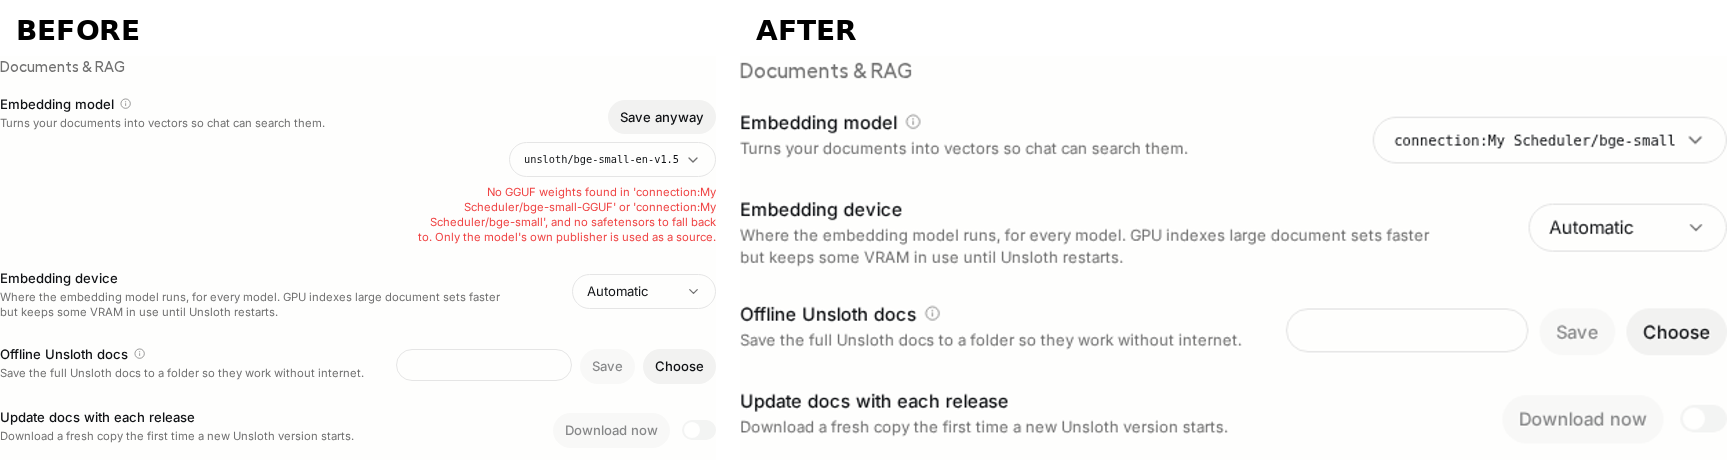 BEFORE
Documents & RAG
Embedding model
Turns your documents into vectors so chat can search them.
Save anyway
unsloth/bge-small-en-v1.5
No GGUF weights found in 'connection:My
Scheduler/bge-small-GGUF' or 'connection:My
Scheduler/bge-small', and no safetensors to fall back
to. Only the model's own publisher is used as a source.
Embedding device
Where the embedding model runs, for every model. GPU indexes large document sets faster
but keeps some VRAM in use until Unsloth restarts.
Automatic
Offline Unsloth docs
Save the full Unsloth docs to a folder so they work without internet.
Save
Choose
Update docs with each release
Download a fresh copy the first time a new Unsloth version starts.
Download now
AFTER
Documents & RAG
Embedding model
Turns your documents into vectors so chat can search them.
connection:My Scheduler/bge-small
Embedding device
Where the embedding model runs, for every model. GPU indexes large document sets faster
but keeps some VRAM in use until Unsloth restarts.
Automatic
Offline Unsloth docs
Save the full Unsloth docs to a folder so they work without internet.
Save
Choose
Update docs with each release
Download a fresh copy the first time a new Unsloth version starts.
Download now